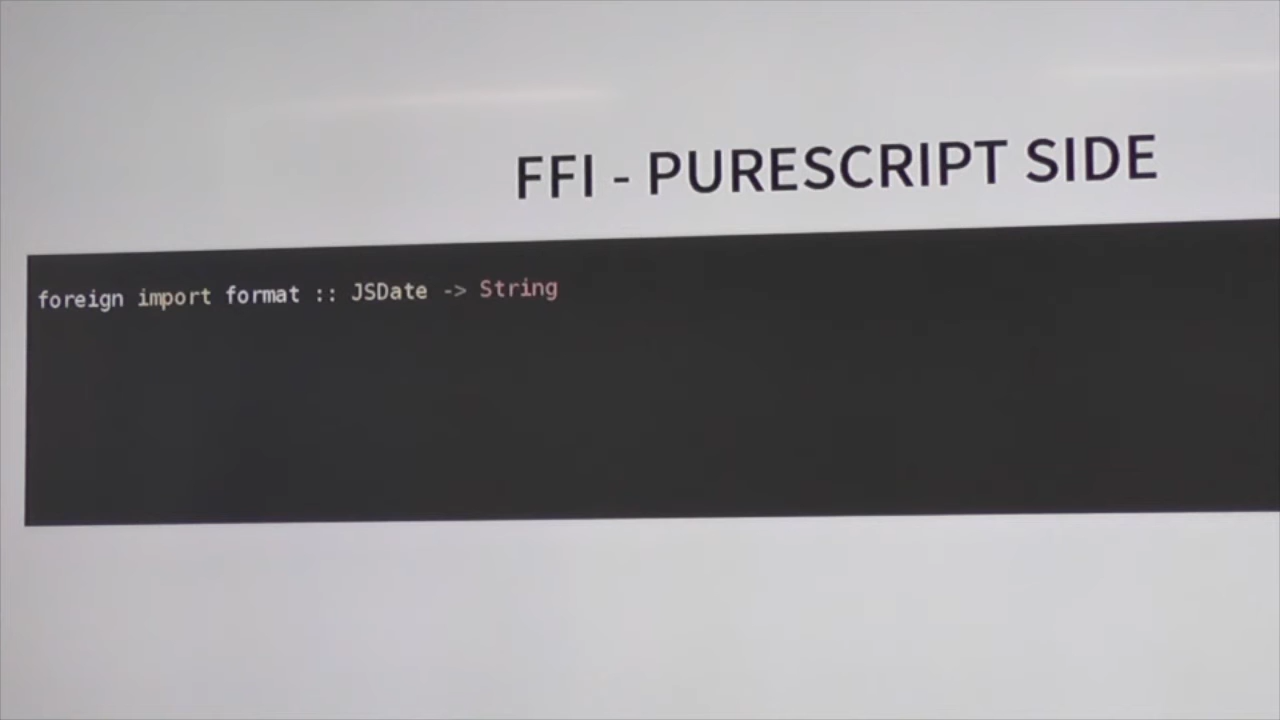 FFI - PURESCRIPT SIDE
foreign import format :: JSDate -> String